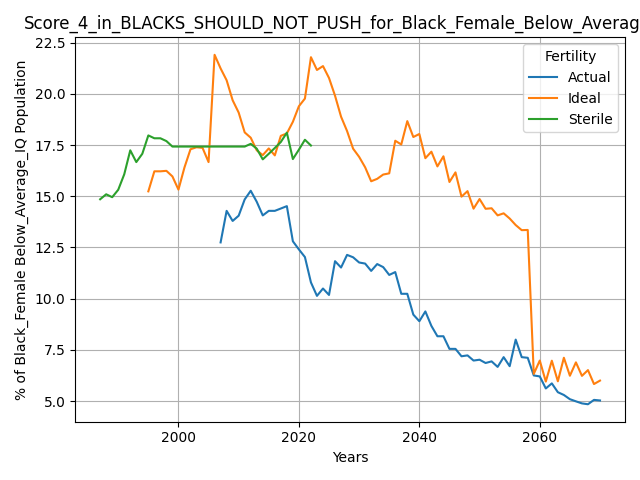 Score_4_in_BLACKS_SHOULD_NOT_PUSH_for_Black_Female_Below_Averag
Fertility
Actual
Ideal
Sterile
% of Black_Female Below_Average_IQ Population
22.5
20.0
17.5
15.0
12.5
10.0
7.5
5.0
2000 2020 2040 2060
Years